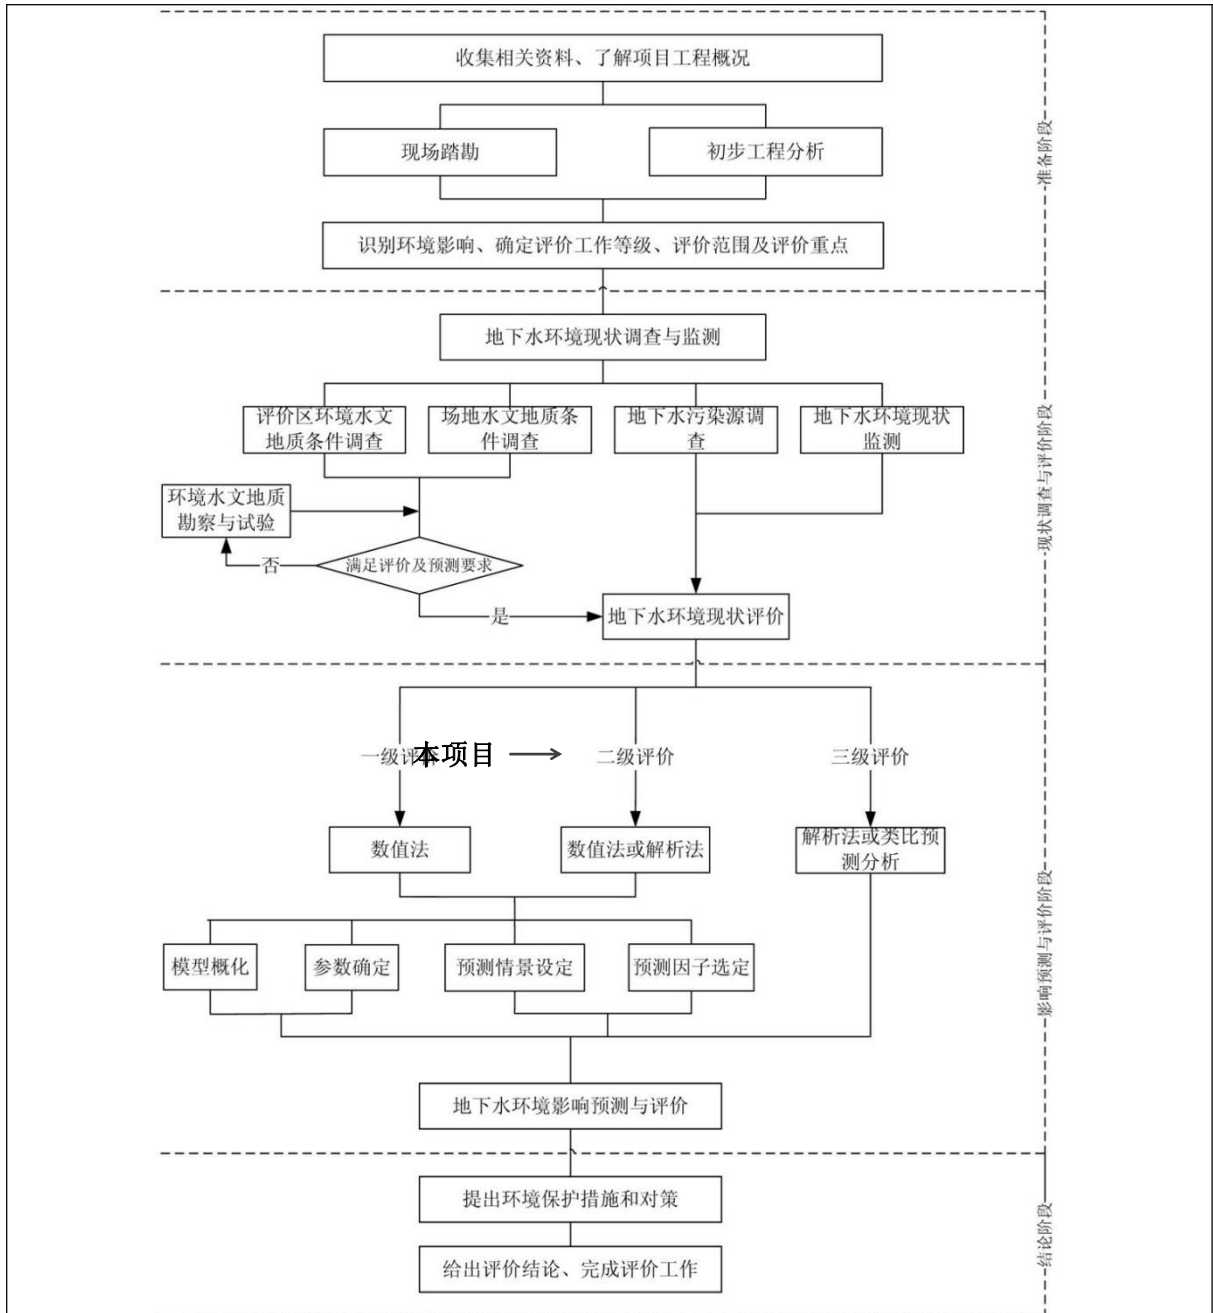 收集相关资料、了解项目工程概况
现场踏勘
初步工程分析
识别环境影响、确定评价工作等级、评价范围及评价重点
准备阶段
地下水环境现状调查与监测
评价区环境水文
地质条件调查
场地水文地质条
件调查
地下水污染源调
查
地下水环境现状
监测
环境水文地质
勘察与试验
满足评价及预测要求
否
是
地下水环境现状评价
现状调查与评价阶段
一级评价
本项目
二级评价
三级评价
数值法
数值法或解析法
解析法或类比预
测分析
模型概化
参数确定
预测情景设定
预测因子选定
地下水环境影响预测与评价
影响预测与评价阶段
提出环境保护措施和对策
给出评价结论、完成评价工作
结论阶段